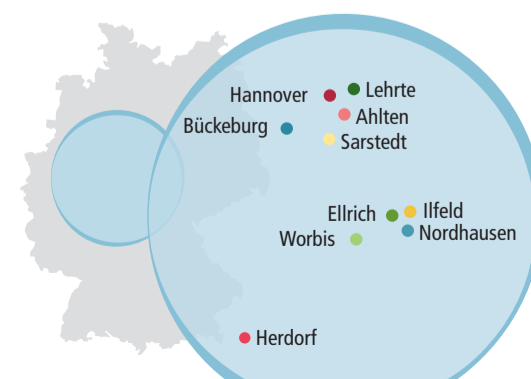 Hannover
Lehrte
Ahlten
Bückeburg
Sarstedt
Ellrich
Ilfeld
Worbis
Nordhausen
Herdorf